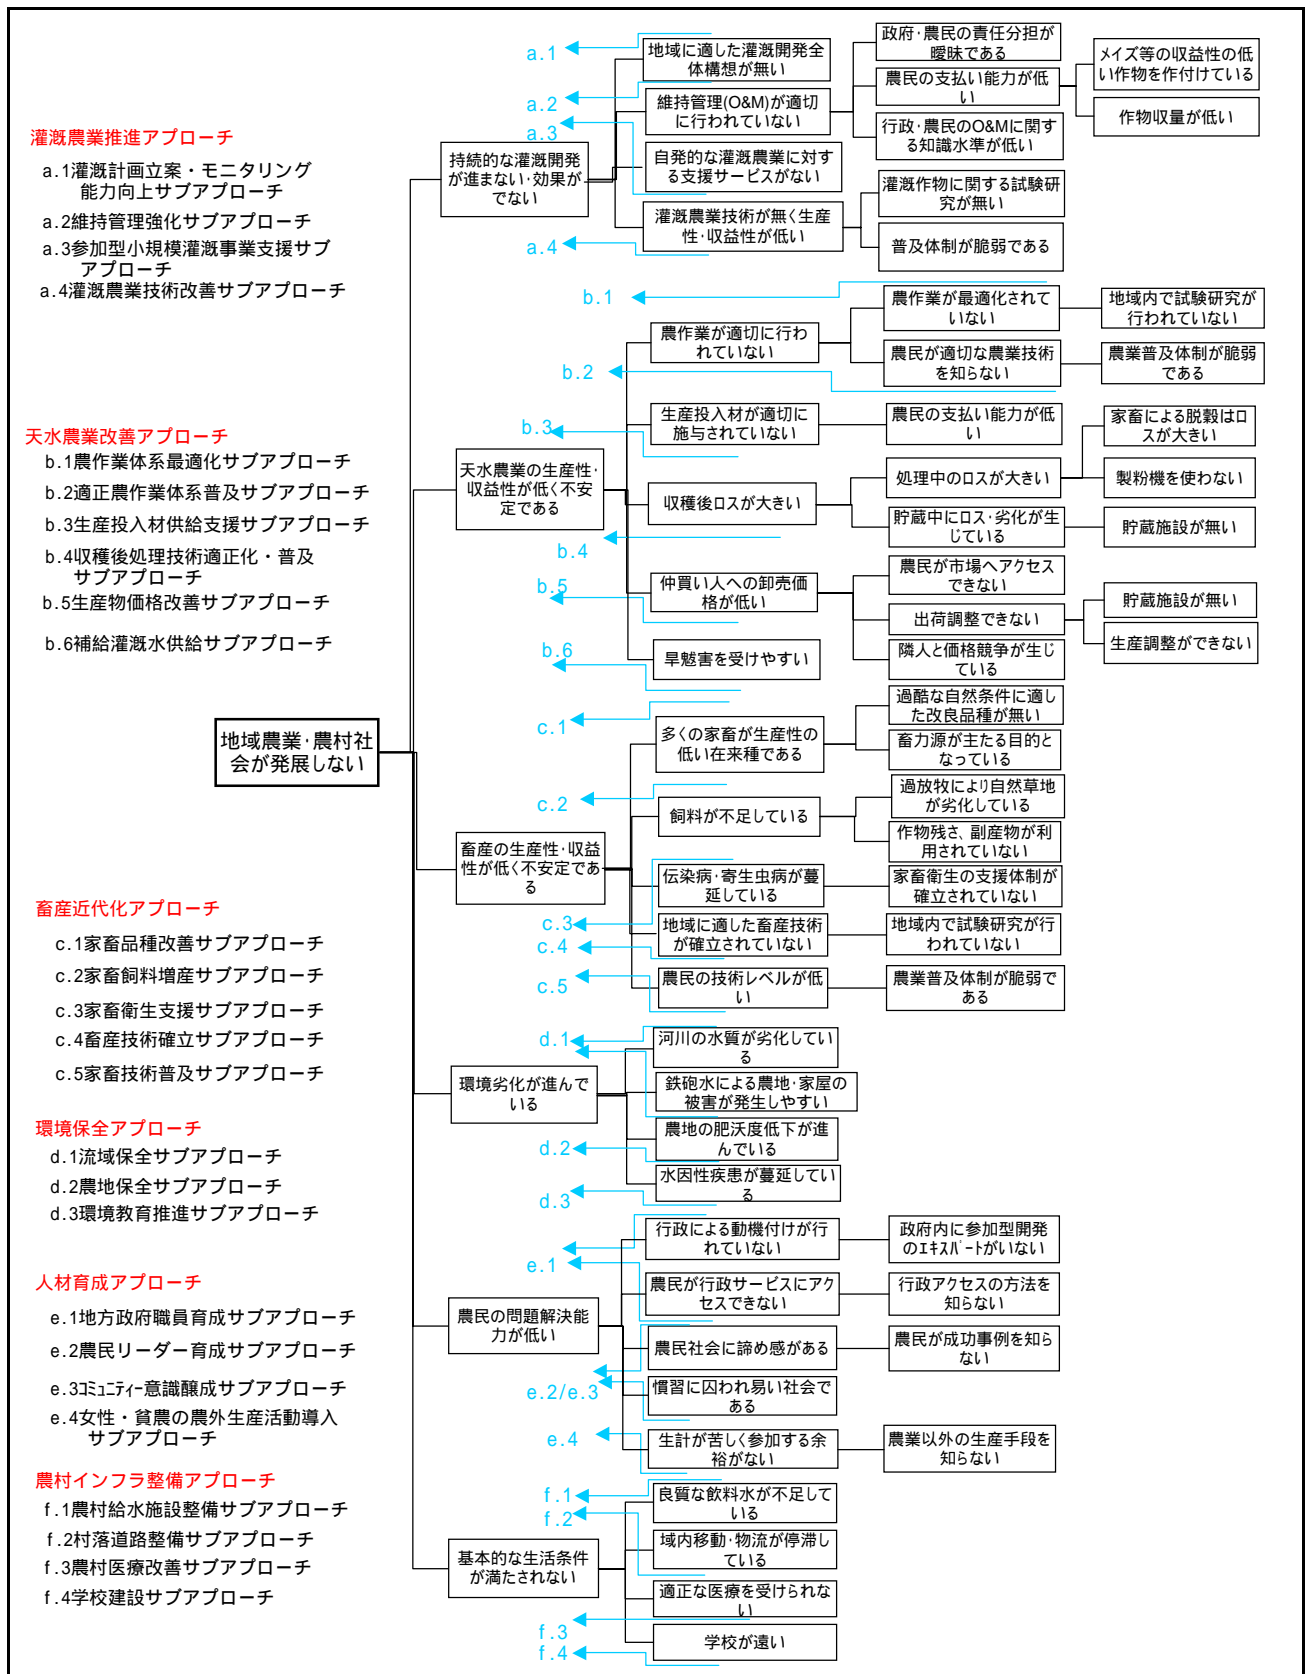 灌漑農業推進アプローチ
a.1灌漑計画立案・モニタリング
能力向上サブアプローチ
a.2維持管理強化サブアプローチ
a.3参加型小規模灌漑事業支援サブ
アプローチ
a.4灌漑農業技術改善サブアプローチ
天水農業改善アプローチ
b.1農作業体系最適化サブアプローチ
b.2適正農作業体系普及サブアプローチ
b.3生産投入材供給支援サブアプローチ
b.4収穫後処理技術適正化・普及
サブアプローチ
b.5生産物価格改善サブアプローチ
b.6補給灌漑水供給サブアプローチ
畜産近代化アプローチ
c.1家畜品種改善サブアプローチ
c.2家畜飼料増産サブアプローチ
c.3家畜衛生支援サブアプローチ
c.4畜産技術確立サブアプローチ
c.5家畜技術普及サブアプローチ
環境保全アプローチ
d.1流域保全サブアプローチ
d.2農地保全サブアプローチ
d.3環境教育推進サブアプローチ
人材育成アプローチ
e.1地方政府職員育成サブアプローチ
e.2農民リーダー育成サブアプローチ
e.3ｺﾐｭﾆﾃｨｰ意識醸成サブアプローチ
e.4女性・貧農の農外生産活動導入
サブアプローチ
農村インフラ整備アプローチ
f.1農村給水施設整備サブアプローチ
f.2村落道路整備サブアプローチ
f.3農村医療改善サブアプローチ
f.4学校建設サブアプローチ
地域農業･農村社
会が発展しない
持続的な灌漑開発
が進まない･効果が
でない
a.1
a.2
a.3
a.4
地域に適した灌漑開発全
体構想が無い
維持管理(O&M)が適切
に行われていない
自発的な灌漑農業に対す
る支援サービスがない
灌漑農業技術が無く生産
性･収益性が低い
政府･農民の責任分担が
曖昧である
農民の支払い能力が低
い
行政･農民のO&Mに関す
る知識水準が低い
灌漑作物に関する試験研
究が無い
普及体制が脆弱である
メイズ等の収益性の低
い作物を作付けている
作物収量が低い
天水農業の生産性･
収益性が低く不安
定である
b.1
b.2
b.3
b.4
b.5
b.6
農作業が適切に行わ
れていない
生産投入材が適切に
施与されていない
収穫後ロスが大きい
仲買い人への卸売価
格が低い
旱魃害を受けやすい
農作業が最適化されて
いない
農民が適切な農業技術
を知らない
農民の支払い能力が低
い
処理中のロスが大きい
貯蔵中にロス･劣化が生
じている
農民が市場へアクセス
できない
出荷調整できない
隣人と価格競争が生じ
ている
地域内で試験研究が
行われていない
農業普及体制が脆弱
である
家畜による脱穀はロ
スが大きい
製粉機を使わない
貯蔵施設が無い
貯蔵施設が無い
生産調整ができない
畜産の生産性･収益
性が低く不安定であ
る
c.1
c.2
c.3
c.4
c.5
多くの家畜が生産性の
低い在来種である
飼料が不足している
伝染病･寄生虫病が蔓
延している
地域に適した畜産技術
が確立されていない
農民の技術レベルが低
い
過酷な自然条件に適し
た改良品種が無い
畜力源が主たる目的と
なっている
過放牧により自然草地
が劣化している
作物残さ、副産物が利
用されていない
家畜衛生の支援体制が
確立されていない
地域内で試験研究が行
われていない
農業普及体制が脆弱で
ある
環境劣化が進んで
いる
d.1
d.2
d.3
河川の水質が劣化してい
る
鉄砲水による農地･家屋の
被害が発生しやすい
農地の肥沃度低下が進
んでいる
水因性疾患が蔓延してい
る
農民の問題解決能
力が低い
e.1
e.2/e.3
e.4
行政による動機付けが行
れていない
農民が行政サービスにアク
セスできない
農民社会に諦め感がある
慣習に囚われ易い社会で
ある
生計が苦しく参加する余
裕がない
政府内に参加型開発
のｴｷｽﾊﾟｰﾄがいない
行政アクセスの方法を
知らない
農民が成功事例を知ら
ない
農業以外の生産手段を
知らない
基本的な生活条件
が満たされない
f.1
f.2
f.3
f.4
良質な飲料水が不足して
いる
域内移動･物流が停滞し
ている
適正な医療を受けられな
い
学校が遠い